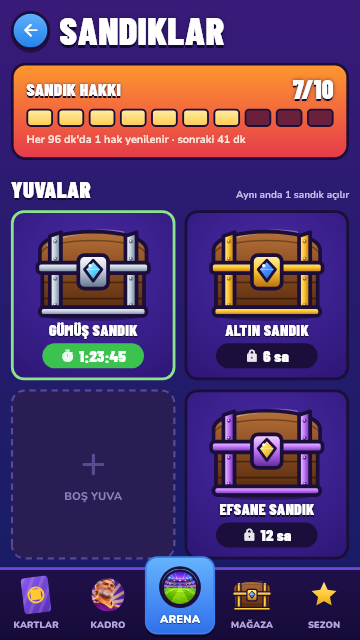 SANDIKLAR
SANDIK HAKKI 7/10
Her 96 dk'da 1 hak yenilenir · sonraki 41 dk
YUVALAR Aynı anda 1 sandık açılır
GÜMÜŞ SANDIK
1:23:45
ALTIN SANDIK
6 sa
BOŞ YUVA
EFSANE SANDIK
12 sa
KARTLAR KADRO ARENA MAĞAZA SEZON